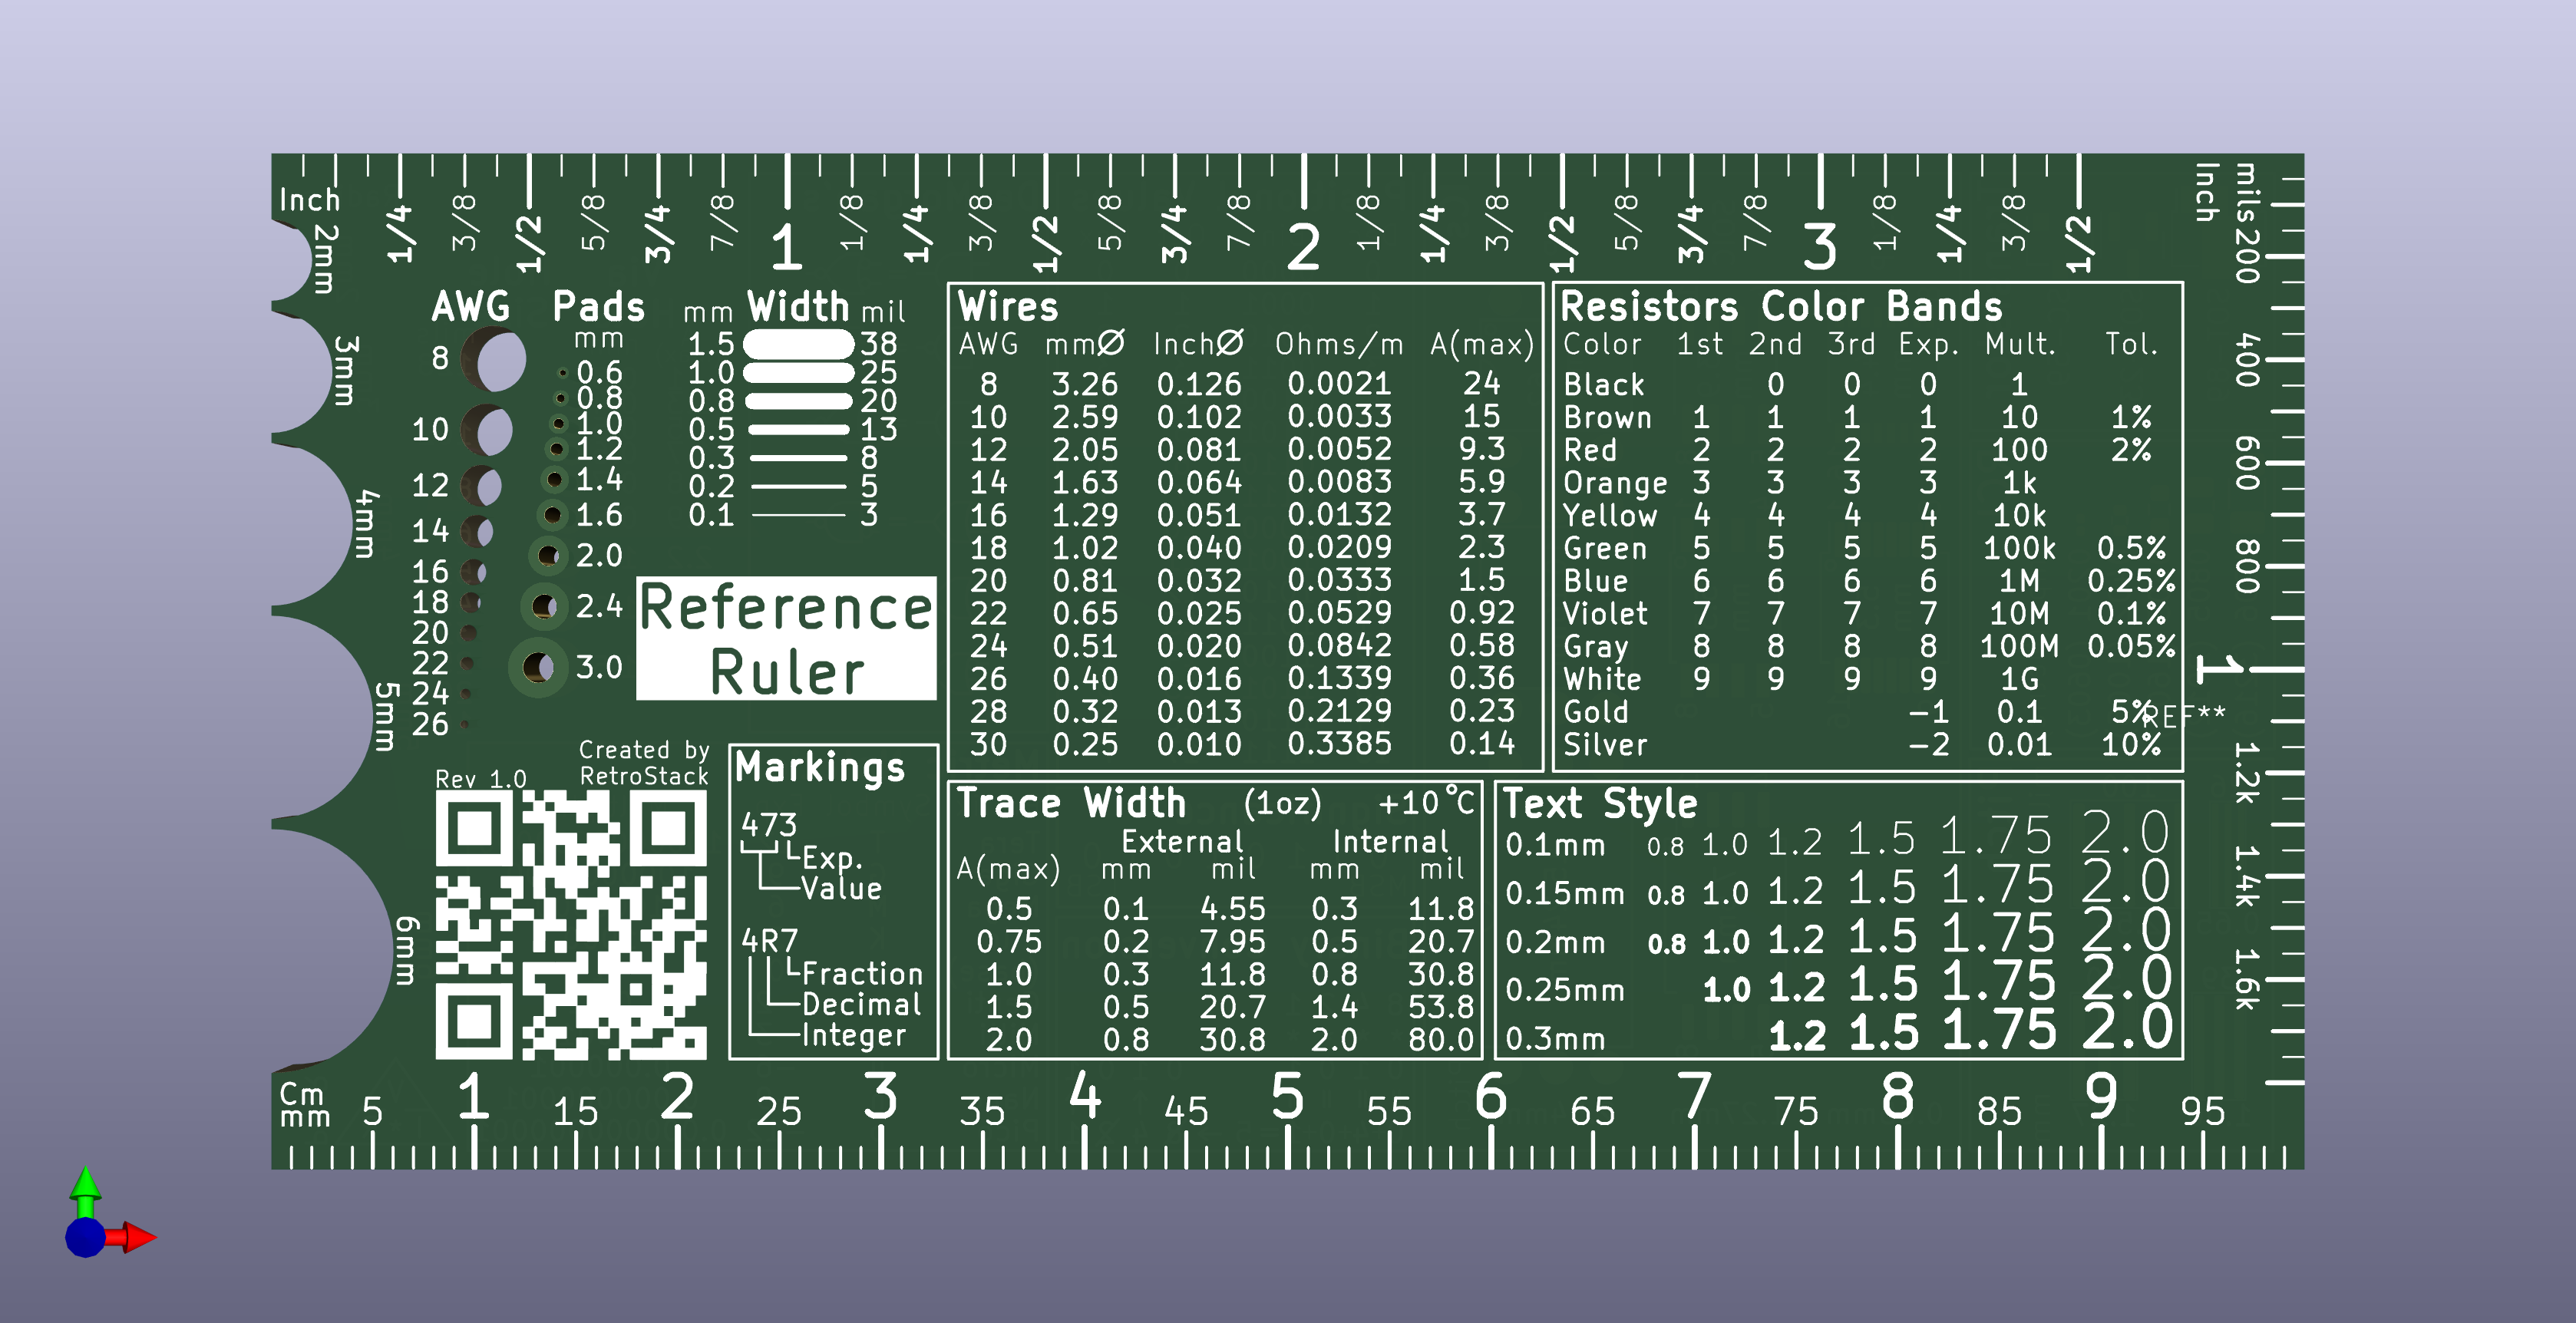 Inch
1/4 3/8 1/2 5/8 3/4 7/8 1 1/8 1/4 3/8 1/2 5/8 3/4 7/8 2 1/8 1/4 3/8 1/2 5/8 3/4 7/8 3 1/8 1/4 3/8 1/2
Inch
mils 200 400 600 800 1 1.2k 1.4k 1.6k
2mm
3mm
4mm
5mm
6mm
AWG
8
10
12
14
16
18
20
22
24
26
Pads
mm
0.6
0.8
1.0
1.2
1.4
1.6
2.0
2.4
3.0
mm Width mil
1.5 38
1.0 25
0.8 20
0.5 13
0.3 8
0.2 5
0.1 3
Reference
Ruler
Wires
AWG mmØ InchØ Ohms/m A(max)
8 3.26 0.126 0.0021 24
10 2.59 0.102 0.0033 15
12 2.05 0.081 0.0052 9.3
14 1.63 0.064 0.0083 5.9
16 1.29 0.051 0.0132 3.7
18 1.02 0.040 0.0209 2.3
20 0.81 0.032 0.0333 1.5
22 0.65 0.025 0.0529 0.92
24 0.51 0.020 0.0842 0.58
26 0.40 0.016 0.1339 0.36
28 0.32 0.013 0.2129 0.23
30 0.25 0.010 0.3385 0.14
Resistors Color Bands
Color 1st 2nd 3rd Exp. Mult. Tol.
Black 0 0 0 1
Brown 1 1 1 1 10 1%
Red 2 2 2 2 100 2%
Orange 3 3 3 3 1k
Yellow 4 4 4 4 10k
Green 5 5 5 5 100k 0.5%
Blue 6 6 6 6 1M 0.25%
Violet 7 7 7 7 10M 0.1%
Gray 8 8 8 8 100M 0.05%
White 9 9 9 9 1G
Gold -1 0.1 5%
Silver -2 0.01 10%
REF**
Created by
RetroStack
Rev 1.0
Markings
473
Exp.
Value
4R7
Fraction
Decimal
Integer
Trace Width (1oz) +10°C
External Internal
A(max) mm mil mm mil
0.5 0.1 4.55 0.3 11.8
0.75 0.2 7.95 0.5 20.7
1.0 0.3 11.8 0.8 30.8
1.5 0.5 20.7 1.4 53.8
2.0 0.8 30.8 2.0 80.0
Text Style
0.1mm 0.8 1.0 1.2 1.5 1.75 2.0
0.15mm 0.8 1.0 1.2 1.5 1.75 2.0
0.2mm 0.8 1.0 1.2 1.5 1.75 2.0
0.25mm 1.0 1.2 1.5 1.75 2.0
0.3mm 1.2 1.5 1.75 2.0
Cm
mm 5 1 15 2 25 3 35 4 45 5 55 6 65 7 75 8 85 9 95